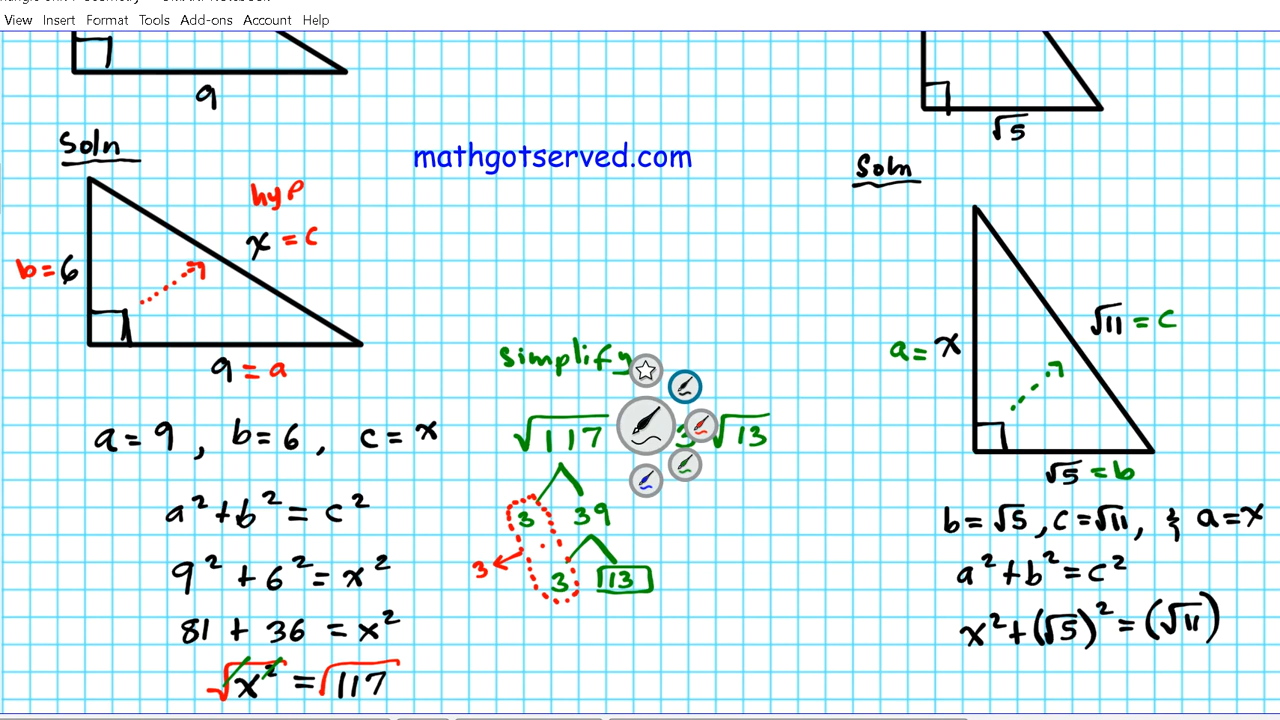 View Insert Format Tools Add-ons Account Help
9
Soln
hyp
x = c
b = 6
9 = a
a = 9 , b = 6 , c = x
a² + b² = c²
9² + 6² = x²
81 + 36 = x²
√x² = √117
mathgotserved.com
simplify
√117 3 √13
3 39
3
3 13
√5
Soln
√11 = c
a = x
√5 = b
b = √5 , c = √11 , & a = x
a² + b² = c²
x² + (√5)² = (√11)